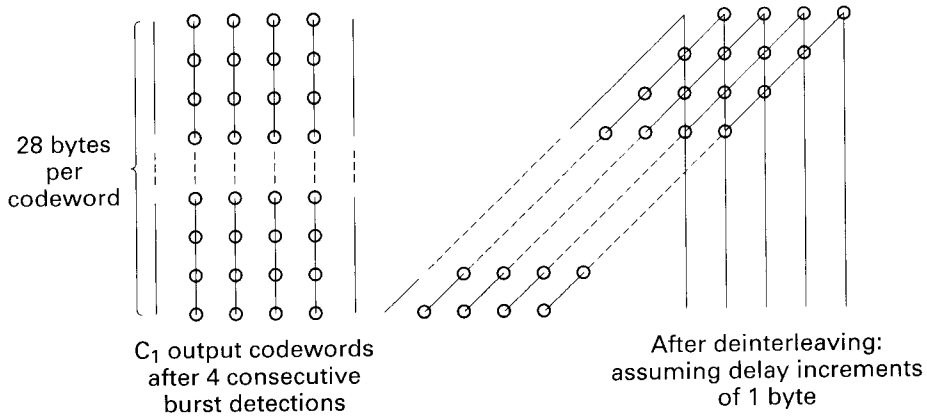 28 bytes
per
codeword
C₁ output codewords
after 4 consecutive
burst detections
After deinterleaving:
assuming delay increments
of 1 byte